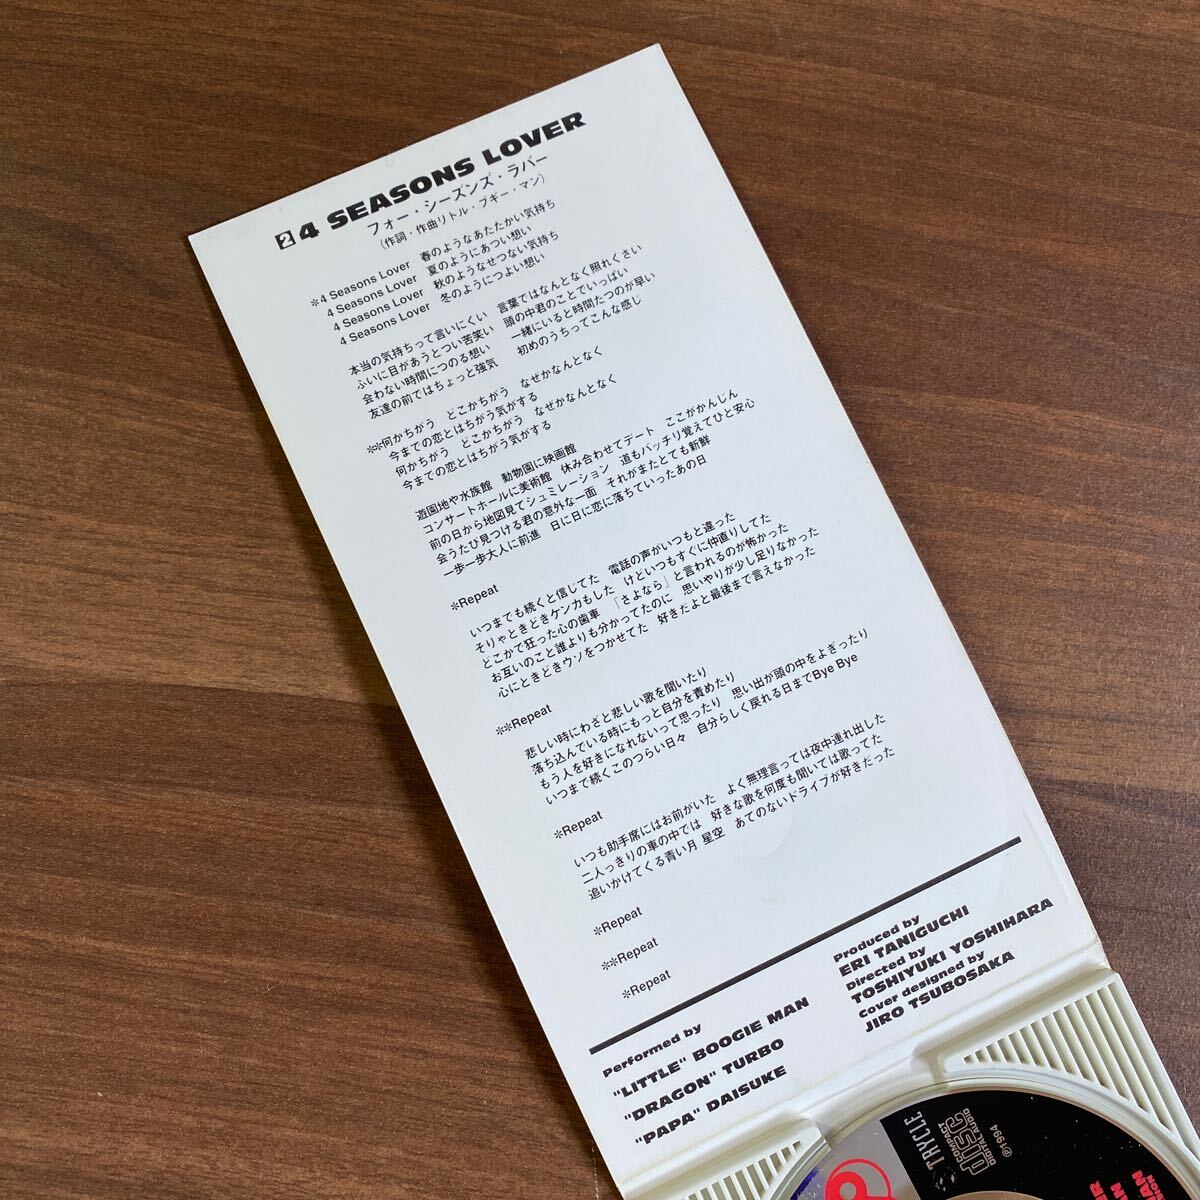 2 4 SEASONS LOVER
フォー・シーズンズ・ラバー
(作詞・作曲リトル・ブギー・マン)
*4 Seasons Lover 春のようなあたたかい気持ち
4 Seasons Lover 夏のようにあつい想い
4 Seasons Lover 秋のようなせつない気持ち
4 Seasons Lover 冬のようにつよい想い
本当の気持ちって言いにくい 言葉ではなんとなく照れくさい
ふいに目があうとつい苦笑い 頭の中君のことでいっぱい
会わない時間につのる想い 一緒にいると時間たつのが早い
友達の前ではちょっと強気 初めのうちってこんな感じ
**何かちがう どこかちがう なぜかなんとなく
今までの恋とはちがう気がする
何かちがう どこかちがう なぜかなんとなく
今までの恋とはちがう気がする
遊園地や水族館 動物園に映画館
コンサートホールに美術館 休み合わせてデート ここがかんじん
前の日から地図見てシュミレーション 道もバッチリ覚えてひと安心
会うたび見つける君の意外な一面 それがまたとても新鮮
一歩一歩大人に前進 日に日に恋に落ちていったあの日
*Repeat
いつまでも続くと信じてた 電話の声がいつもと違った
そりゃときどきケンカもした けどいつもすぐに仲直りしてた
どこかで狂った心の歯車 「さよなら」と言われるのが怖かった
お互いのこと誰よりも分かってたのに 思いやりが少し足りなかった
心にときどきウソをつかせてた 好きだよと最後まで言えなかった
**Repeat
悲しい時にわざと悲しい歌を聞いたり
落ち込んでいる時にもっと自分を責めたり
もう人を好きになれないって思ったり 思い出が頭の中をよぎったり
いつまで続くこのつらい日々 自分らしく戻れる日までBye Bye
*Repeat
いつも助手席にはお前がいた よく無理言っては夜中連れ出した
二人っきりの車の中では 好きな歌を何度も聞いては歌ってた
追いかけてくる青い月 星空 あてのないドライブが好きだった
*Repeat
**Repeat
*Repeat
Performed by
"LITTLE" BOOGIE MAN
"DRAGON" TURBO
"PAPA" DAISUKE
Produced by
ERI TANIGUCHI
Directed by
TOSHIYUKI YOSHIHARA
Cover designed by
JIRO TSUBOSAKA
TRYCLE
COMPACT
disc
DIGITAL AUDIO
℗1994